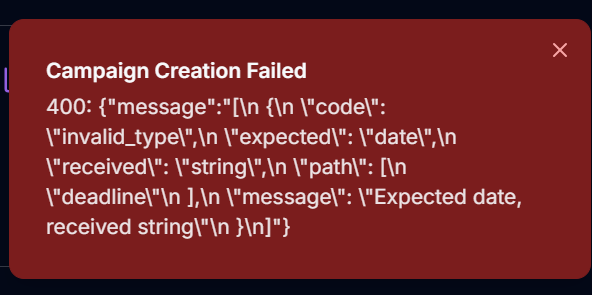 Campaign Creation Failed
400: {"message":"[\n {\n \"code\":
\"invalid_type\",\n \"expected\": \"date\",\n
\"received\": \"string\",\n \"path\": [\n
\"deadline\"\n ],\n \"message\": \"Expected date,
received string\"\n }\n]"}